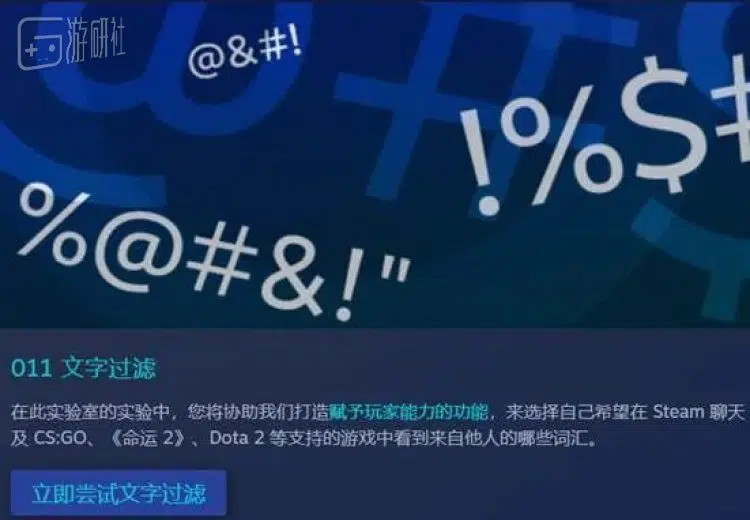 游研社
@&#!
!%$#
%@#&!"
011 文字过滤
在此实验室的实验中，您将协助我们打造赋予玩家能力的功能，来选择自己希望在 Steam 聊天
及 CS:GO、《命运 2》、Dota 2 等支持的游戏中看到来自他人的哪些词汇。
立即尝试文字过滤